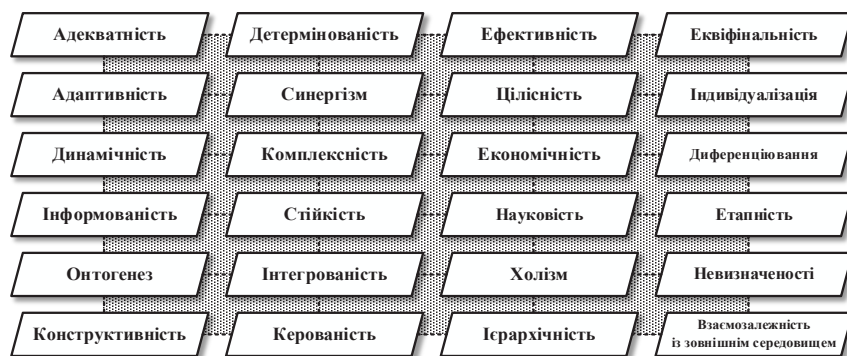 Адекватність
Детермінованість
Ефективність
Еквіфінальність
Адаптивність
Синергізм
Цілісність
Індивідуалізація
Динамічність
Комплексність
Економічність
Диференціювання
Інформованість
Стійкість
Науковість
Етапність
Онтогенез
Інтегрованість
Холізм
Невизначеності
Конструктивність
Керованість
Ієрархічність
Взаємозалежність
із зовнішнім середовищем